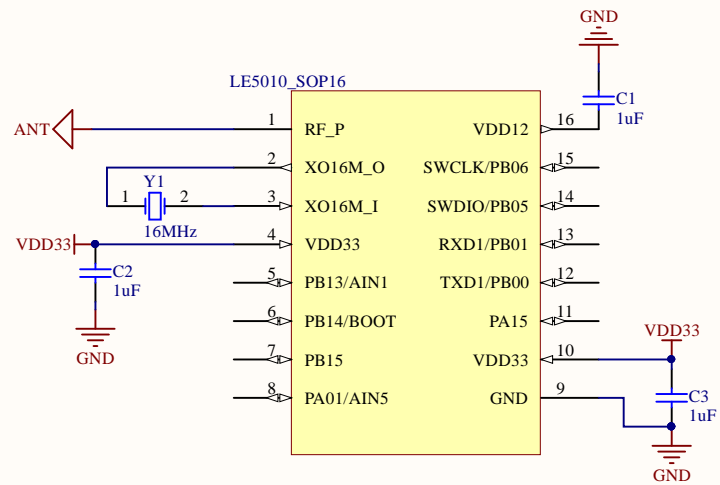 GND
LE5010_SOP16
C1
1uF
ANT
1 RF_P VDD12 16
2 XO16M_O SWCLK/PB06 15
1 Y1 2
16MHz
3 XO16M_I SWDIO/PB05 14
VDD33 4 VDD33 RXD1/PB01 13
C2
1uF
GND
5 PB13/AIN1 TXD1/PB00 12
6 PB14/BOOT PA15 11
7 PB15 VDD33 10
VDD33
8 PA01/AIN5 GND 9
C3
1uF
GND